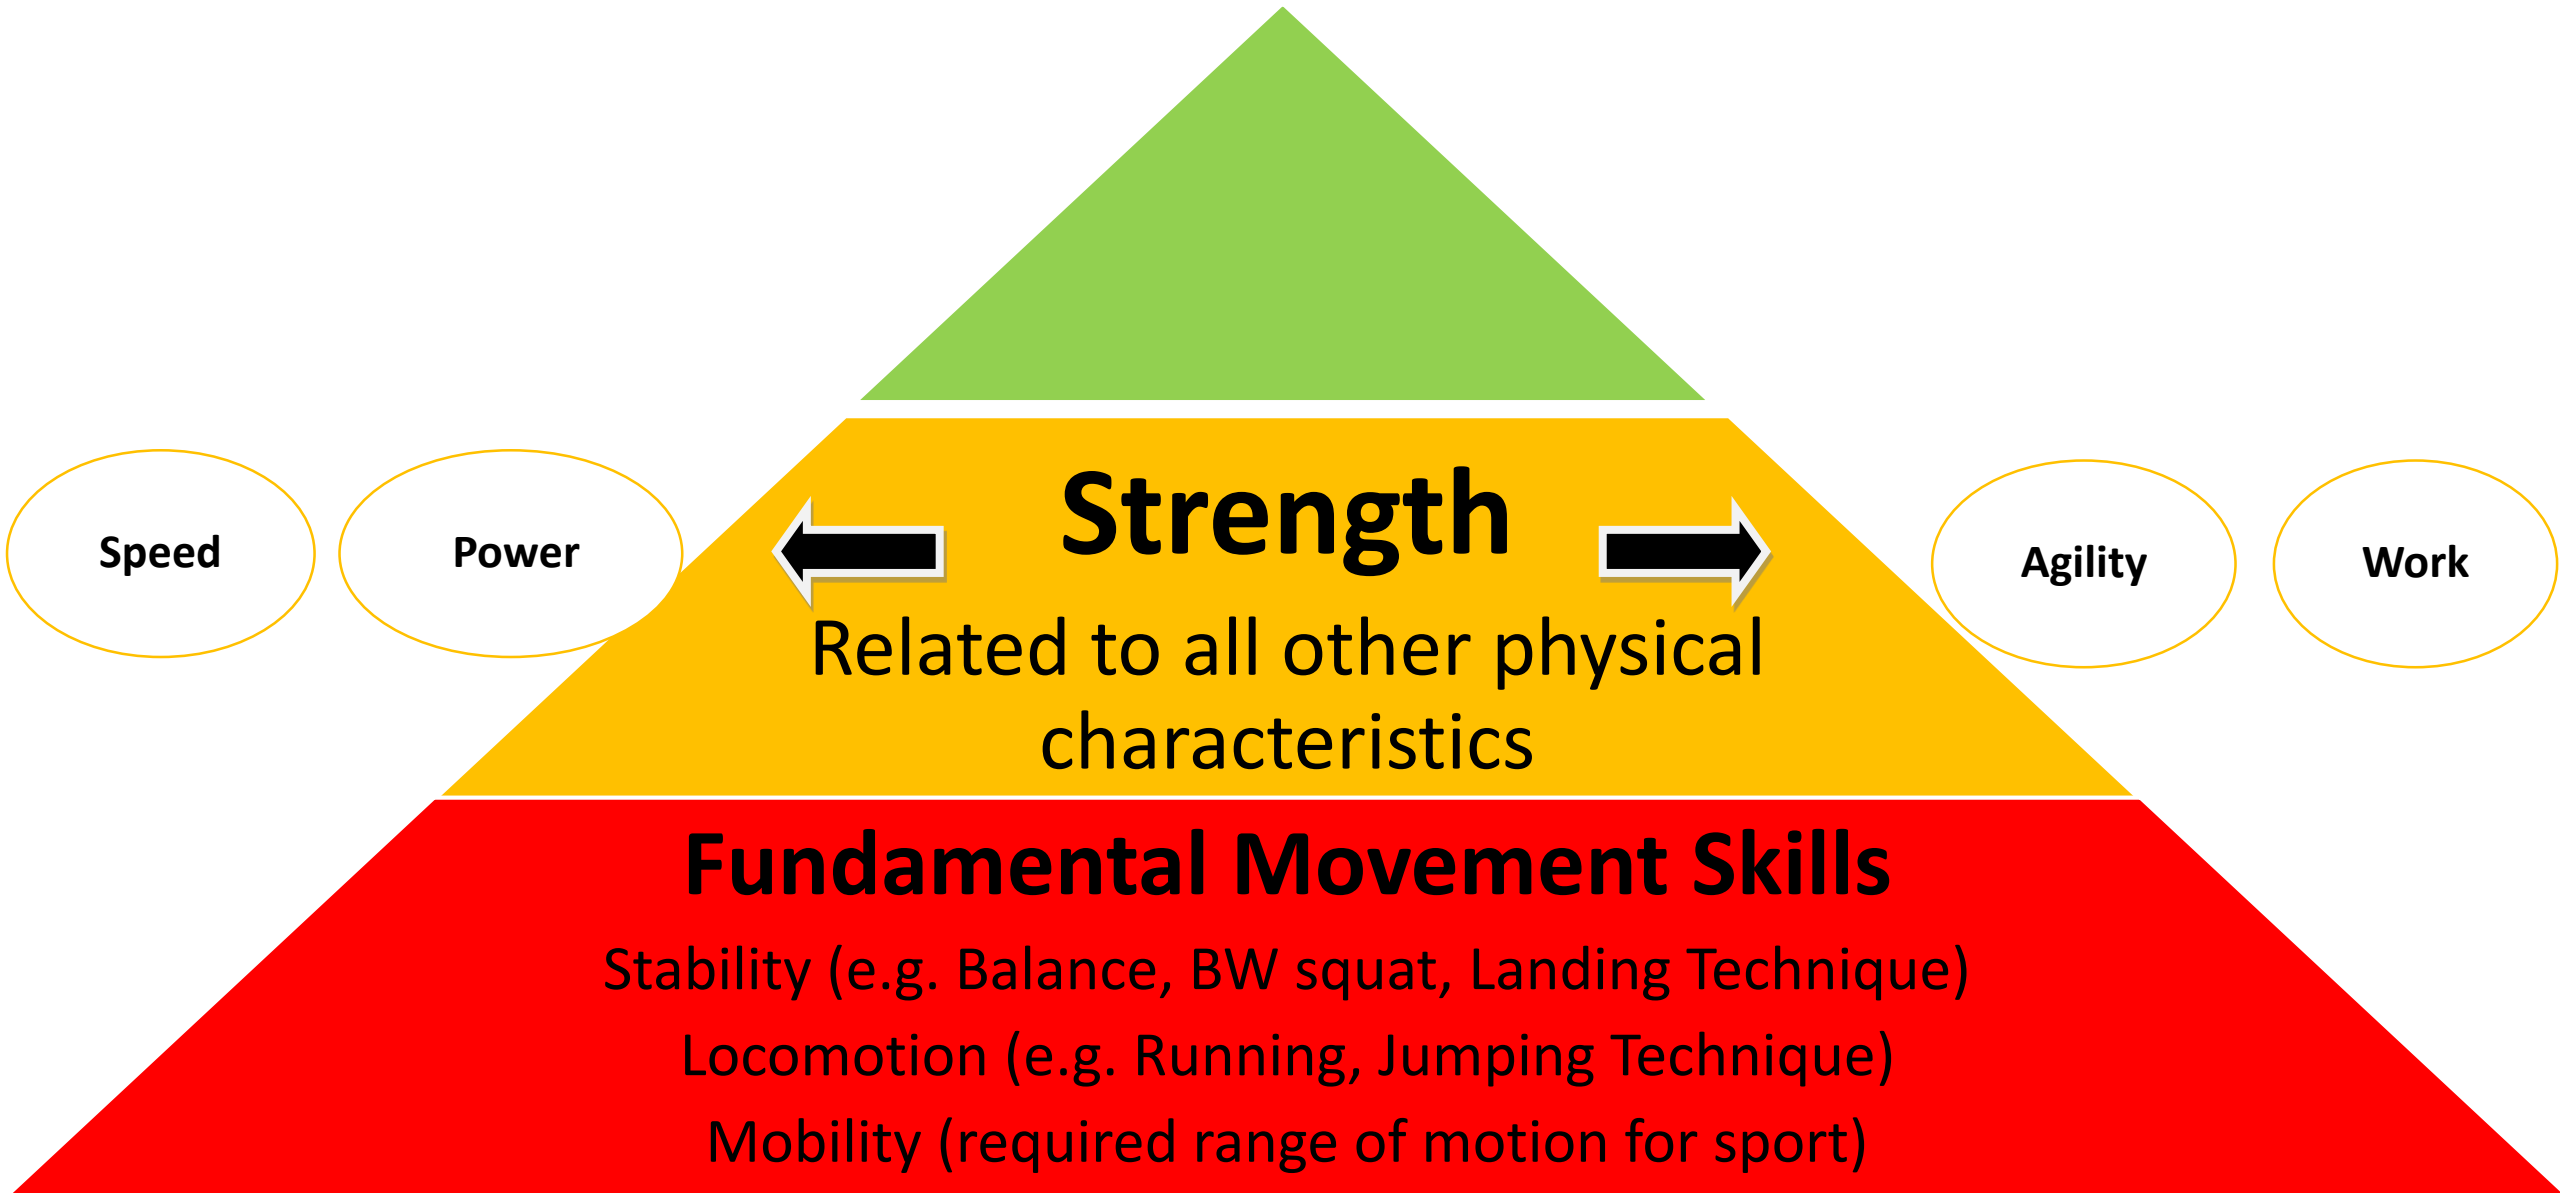 Strength
Speed
Power
Agility
Work
Related to all other physical
characteristics
Fundamental Movement Skills
Stability (e.g. Balance, BW squat, Landing Technique)
Locomotion (e.g. Running, Jumping Technique)
Mobility (required range of motion for sport)